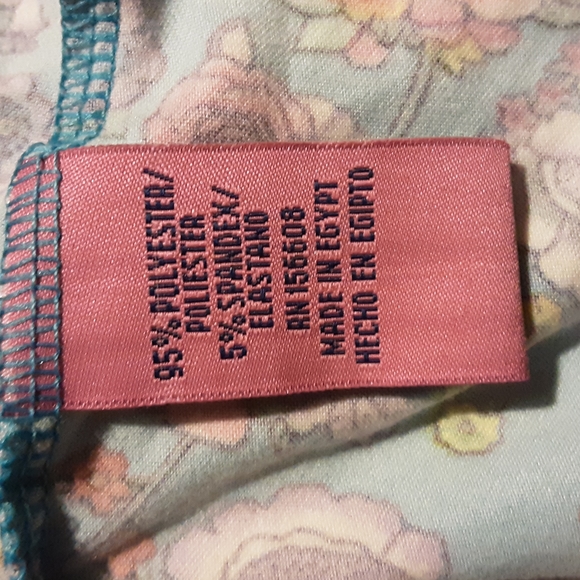 95% POLYESTER/
POLIESTER
5% SPANDEX/
ELASTANO
RN 156608
MADE IN EGYPT
HECHO EN EGIPTO